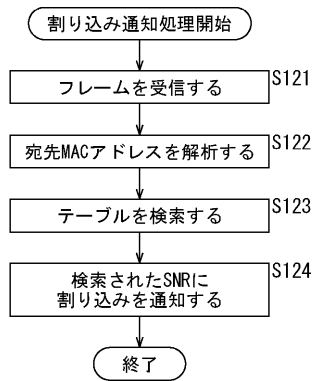 割り込み通知処理開始
フレームを受信する
S121
宛先MACアドレスを解析する
S122
テーブルを検索する
S123
検索されたSNRに
割り込みを通知する
S124
終了